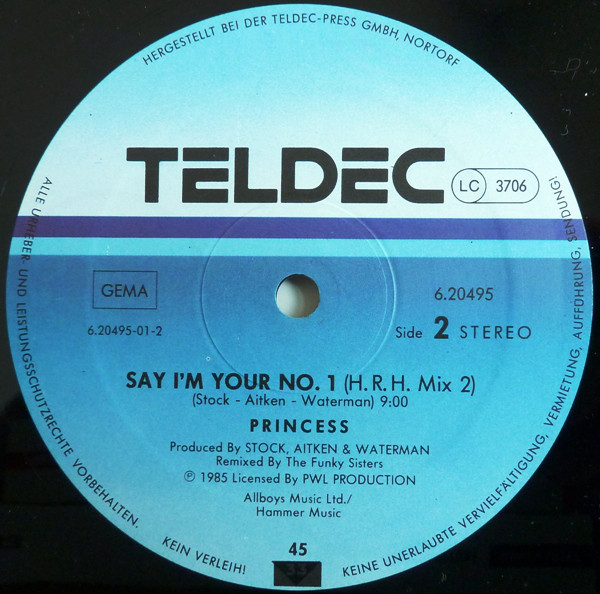 HERGESTELLT BEI DER TELDEC-PRESS GMBH, NORTORF
TELDEC
LC 3706
GEMA
6.20495
6.20495-01-2
Side 2 STEREO
SAY I'M YOUR NO. 1 (H.R.H. Mix 2)
(Stock - Aitken - Waterman) 9:00
PRINCESS
Produced By STOCK, AITKEN & WATERMAN
Remixed By The Funky Sisters
℗ 1985 Licensed By PWL PRODUCTION
Allboys Music Ltd./
Hammer Music
45
33
ALLE URHEBER- UND LEISTUNGSSCHUTZRECHTE VORBEHALTEN.
KEIN VERLEIH!
KEINE UNERLAUBTE VERVIELFÄLTIGUNG, VERMIETUNG, AUFFÜHRUNG, SENDUNG!